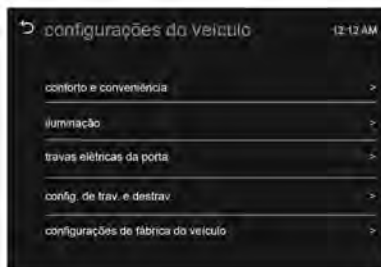 configurações do veículo 12:12 AM
conforto e conveniência >
iluminação >
travas elétricas da porta >
config. de trav. e destrav. >
configurações de fábrica do veículo >